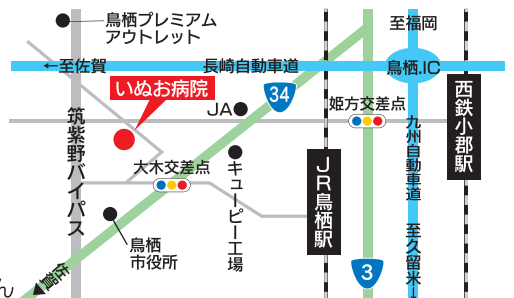 鳥栖プレミアム
アウトレット
至福岡
←至佐賀
長崎自動車道
鳥栖.IC
いぬお病院
34
JA
姫方交差点
西鉄小郡駅
筑紫野バイパス
大木交差点
キューピー工場
JR鳥栖駅
九州自動車道
鳥栖
市役所
至久留米→
佐賀
3
ん